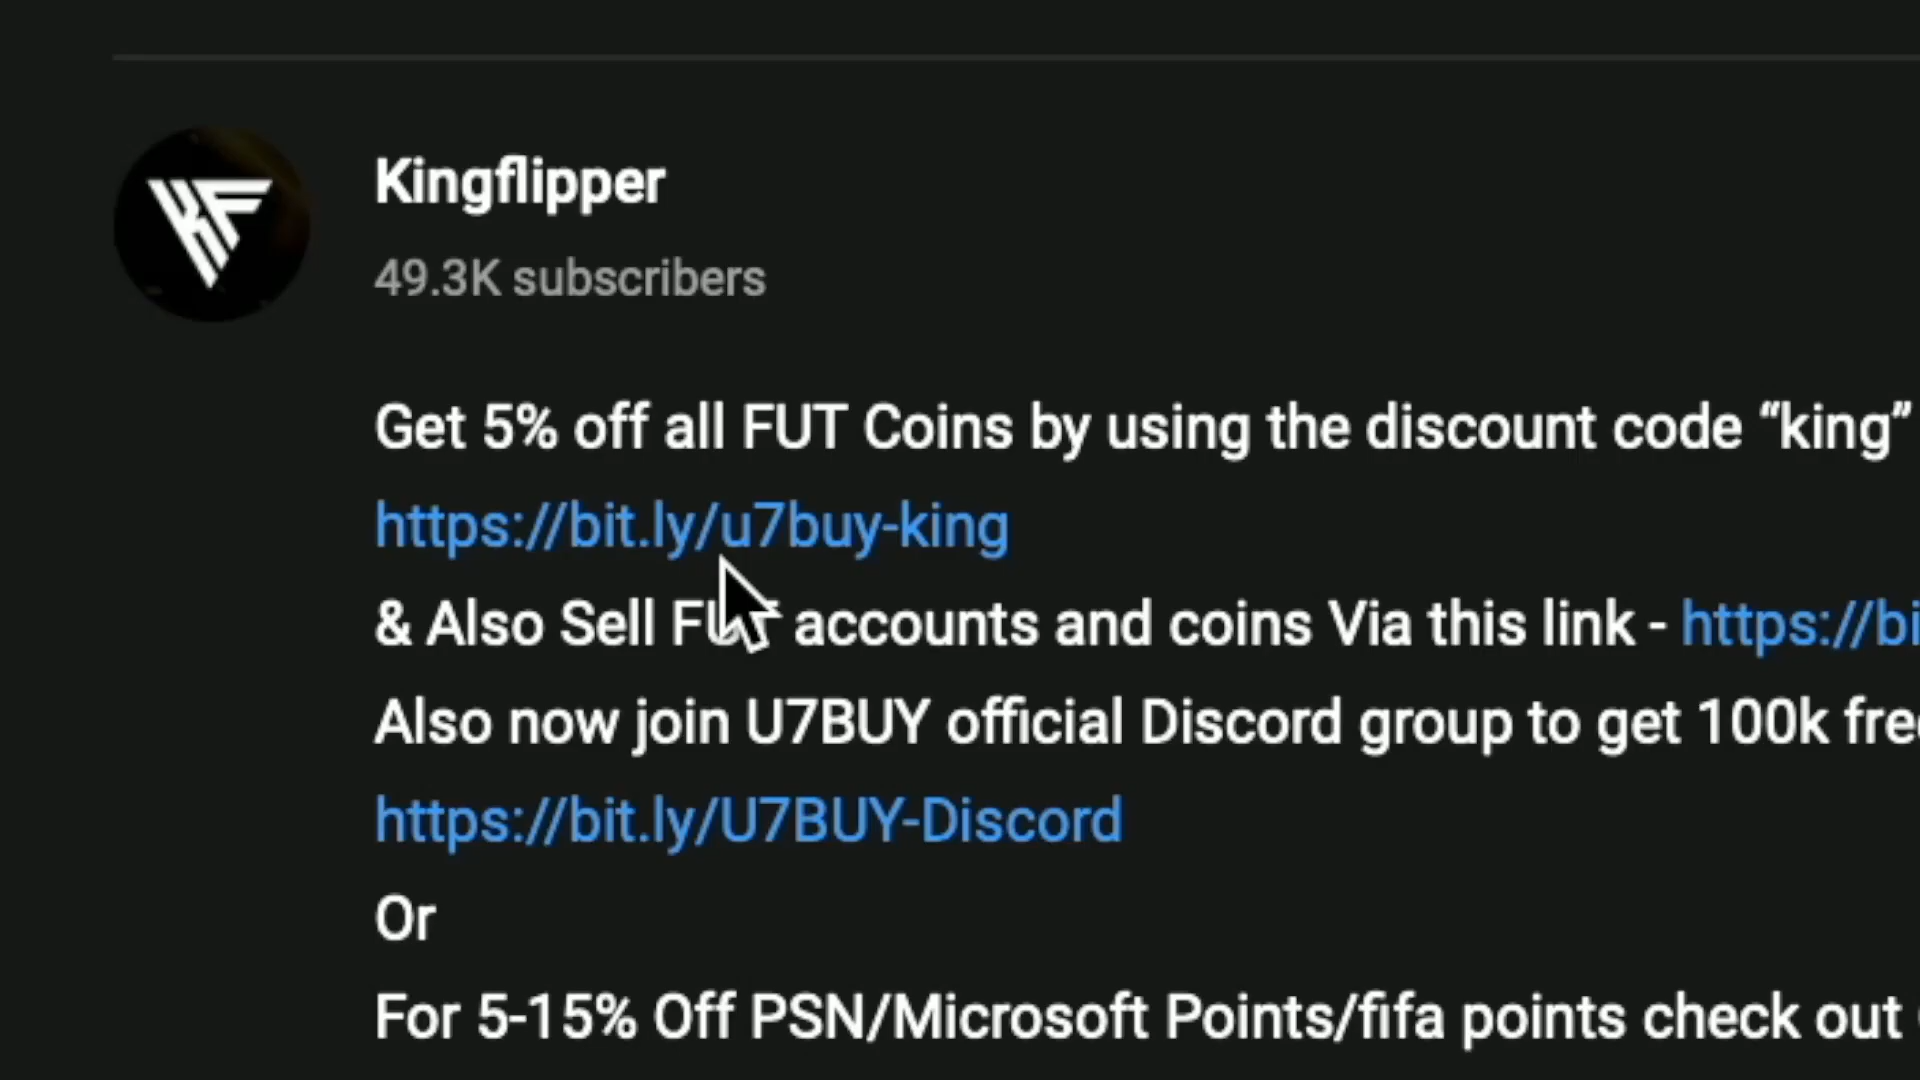 KF
Kingflipper
49.3K subscribers
Get 5% off all FUT Coins by using the discount code “king”
https://bit.ly/u7buy-king
& Also Sell FUT accounts and coins Via this link - https://bi
Also now join U7BUY official Discord group to get 100k fre
https://bit.ly/U7BUY-Discord
Or
For 5-15% Off PSN/Microsoft Points/fifa points check out